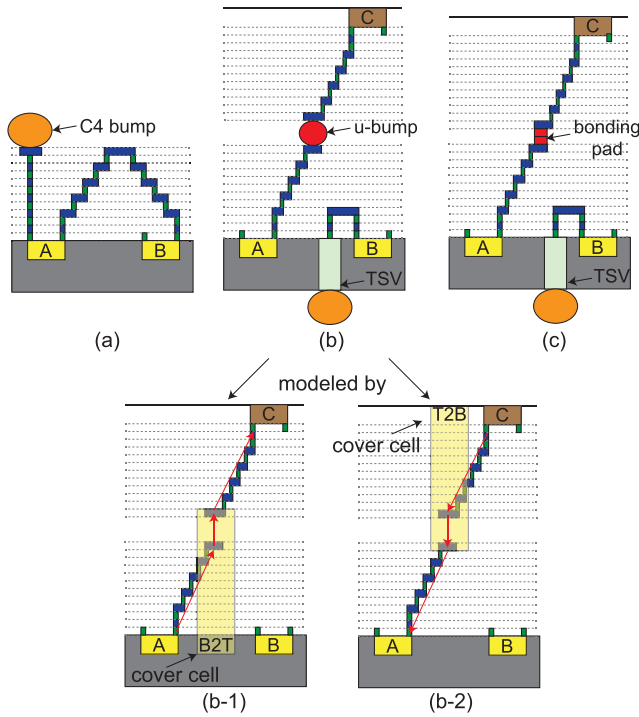 C
C
C4 bump
u-bump
bonding
pad
A
B
A
B
A
B
TSV
TSV
(a)
(b)
(c)
modeled by
C
T2B
C
cover cell
A
B2T
B
A
B
cover cell
(b-1)
(b-2)